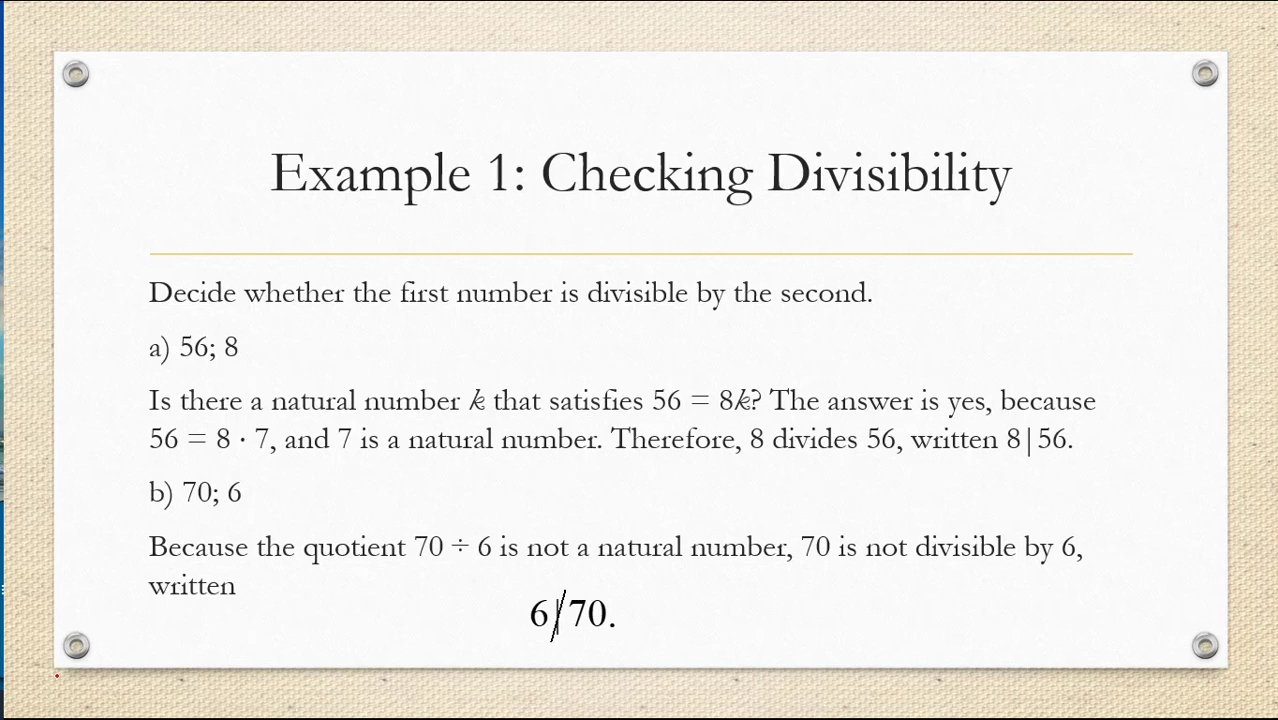 Example 1: Checking Divisibility
Decide whether the first number is divisible by the second.
a) 56; 8
Is there a natural number k that satisfies 56 = 8k? The answer is yes, because
56 = 8 · 7, and 7 is a natural number. Therefore, 8 divides 56, written 8|56.
b) 70; 6
Because the quotient 70 ÷ 6 is not a natural number, 70 is not divisible by 6,
written
6∤70.